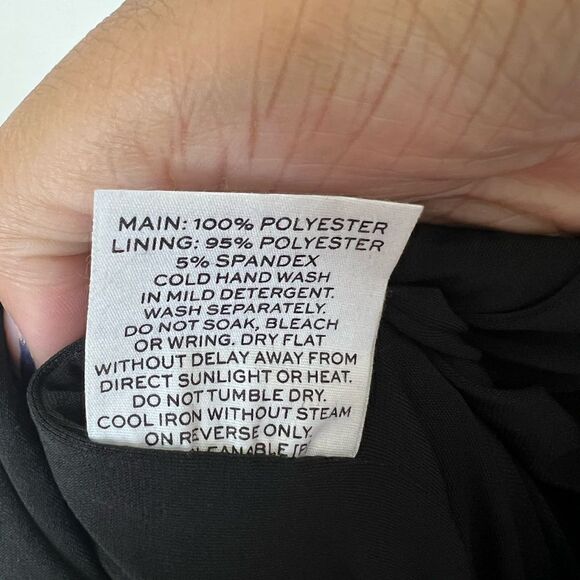 MAIN: 100% POLYESTER
LINING: 95% POLYESTER
5% SPANDEX
COLD HAND WASH
IN MILD DETERGENT.
WASH SEPARATELY.
DO NOT SOAK, BLEACH
OR WRING. DRY FLAT
WITHOUT DELAY AWAY FROM
DIRECT SUNLIGHT OR HEAT.
DO NOT TUMBLE DRY.
COOL IRON WITHOUT STEAM
ON REVERSE ONLY.